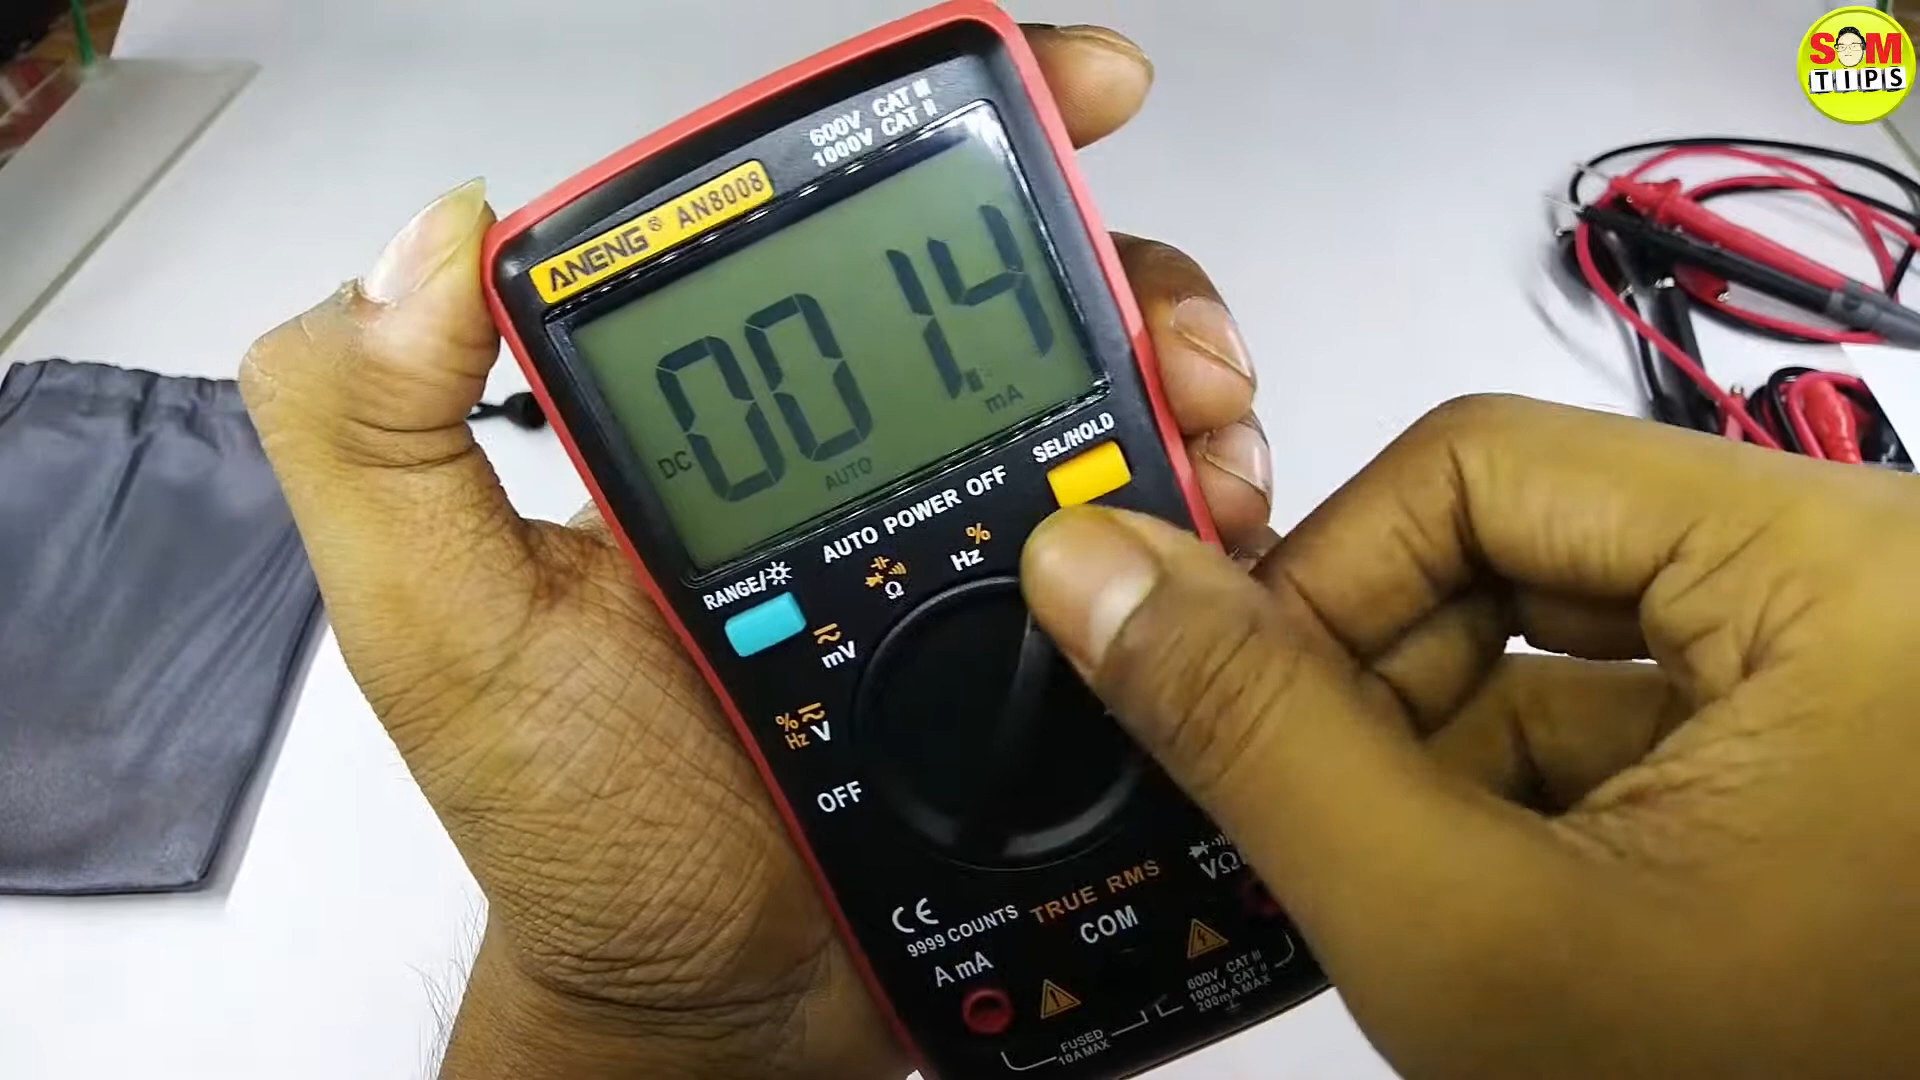 SOM
TIPS
600V CAT III
1000V CAT II
ANENG® AN8008
001.4
mA
DC
AUTO
SEL/HOLD
AUTO POWER OFF
RANGE/
%
Hz
Ω
mV
%
Hz V
OFF
CE
9999 COUNTS
TRUE RMS
VΩ
COM
A mA
600V CAT III
1000V CAT II
200mA MAX
FUSED
10A MAX